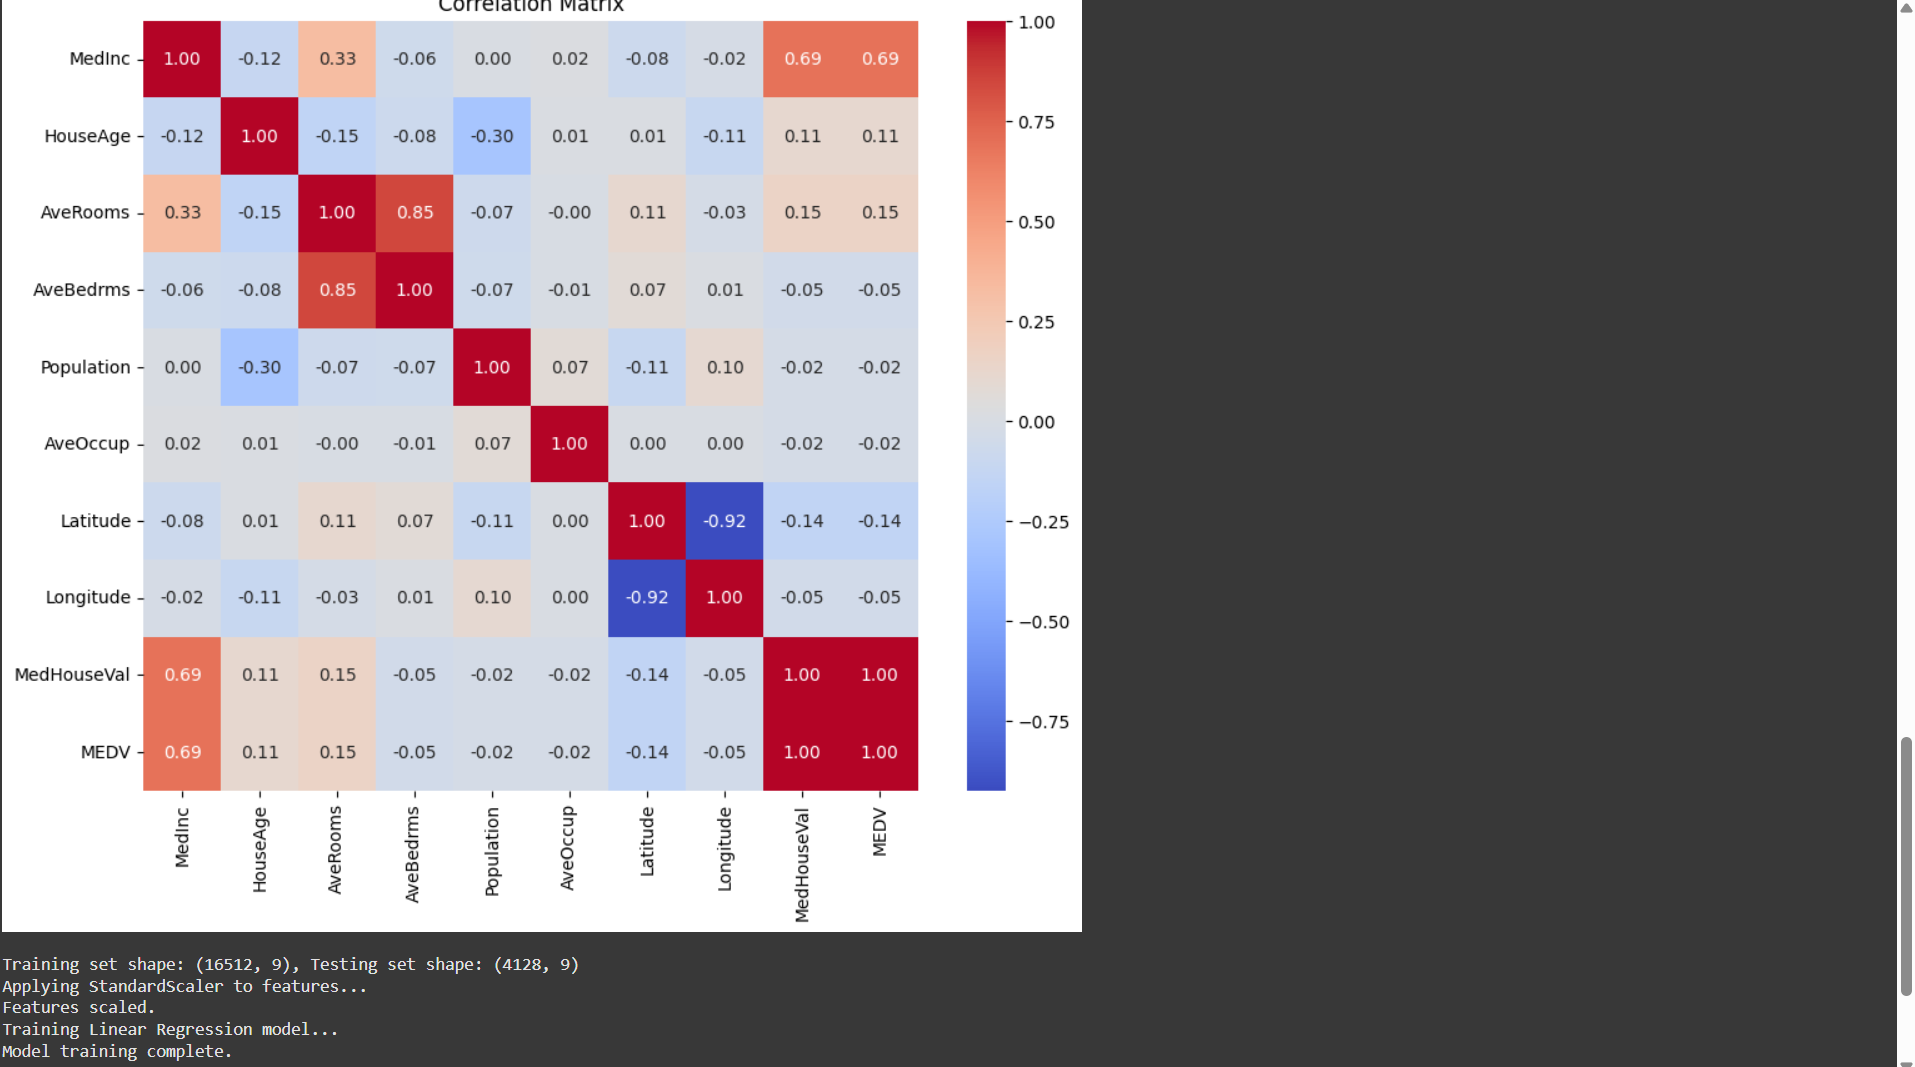 Correlation Matrix
MedInc 1.00 -0.12 0.33 -0.06 0.00 0.02 -0.08 -0.02 0.69 0.69
HouseAge -0.12 1.00 -0.15 -0.08 -0.30 0.01 0.01 -0.11 0.11 0.11
AveRooms 0.33 -0.15 1.00 0.85 -0.07 -0.00 0.11 -0.03 0.15 0.15
AveBedrms -0.06 -0.08 0.85 1.00 -0.07 -0.01 0.07 0.01 -0.05 -0.05
Population 0.00 -0.30 -0.07 -0.07 1.00 0.07 -0.11 0.10 -0.02 -0.02
AveOccup 0.02 0.01 -0.00 -0.01 0.07 1.00 0.00 0.00 -0.02 -0.02
Latitude -0.08 0.01 0.11 0.07 -0.11 0.00 1.00 -0.92 -0.14 -0.14
Longitude -0.02 -0.11 -0.03 0.01 0.10 0.00 -0.92 1.00 -0.05 -0.05
MedHouseVal 0.69 0.11 0.15 -0.05 -0.02 -0.02 -0.14 -0.05 1.00 1.00
MEDV 0.69 0.11 0.15 -0.05 -0.02 -0.02 -0.14 -0.05 1.00 1.00
MedInc HouseAge AveRooms AveBedrms Population AveOccup Latitude Longitude MedHouseVal MEDV
1.00
0.75
0.50
0.25
0.00
−0.25
−0.50
−0.75
Training set shape: (16512, 9), Testing set shape: (4128, 9)
Applying StandardScaler to features...
Features scaled.
Training Linear Regression model...
Model training complete.